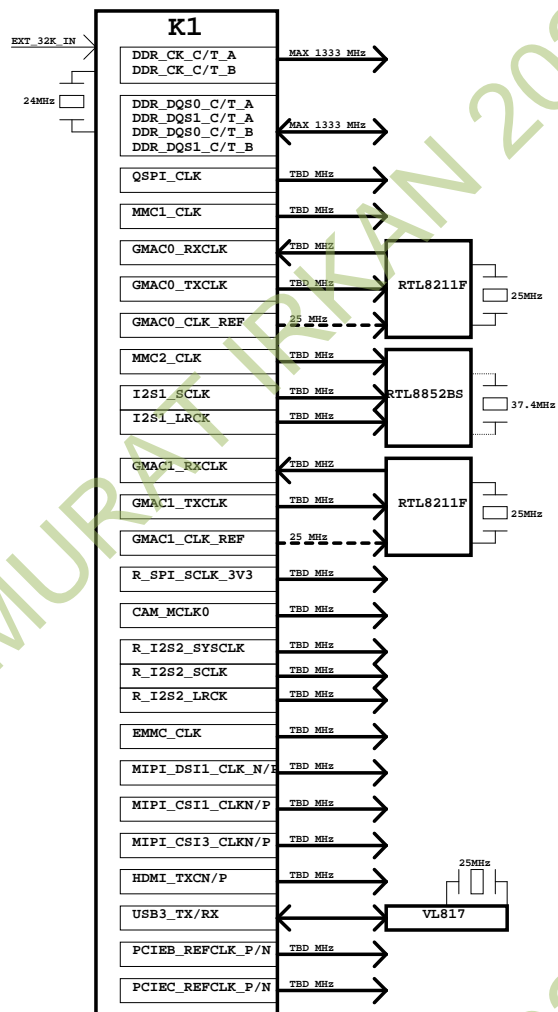 K1
EXT_32K_IN
DDR_CK_C/T_A MAX 1333 MHz
DDR_CK_C/T_B
24MHz
DDR_DQS0_C/T_A
DDR_DQS1_C/T_A
DDR_DQS0_C/T_B MAX 1333 MHz
DDR_DQS1_C/T_B
QSPI_CLK TBD MHz
MMC1_CLK TBD MHz
GMAC0_RXCLK TBD MHz
GMAC0_TXCLK TBD MHz RTL8211F 25MHz
GMAC0_CLK_REF 25 MHz
MMC2_CLK TBD MHz
I2S1_SCLK TBD MHz RTL8852BS 37.4MHz
I2S1_LRCK TBD MHz
GMAC1_RXCLK TBD MHZ
GMAC1_TXCLK TBD MHz RTL8211F 25MHz
GMAC1_CLK_REF 25 MHz
R_SPI_SCLK_3V3 TBD MHz
CAM_MCLK0 TBD MHz
R_I2S2_SYSCLK TBD MHz
R_I2S2_SCLK TBD MHz
R_I2S2_LRCK TBD MHz
EMMC_CLK TBD MHz
MIPI_DSI1_CLK_N/P TBD MHz
MIPI_CSI1_CLKN/P TBD MHz
MIPI_CSI3_CLKN/P TBD MHz
HDMI_TXCN/P TBD MHz
25MHz
USB3_TX/RX VL817
PCIEB_REFCLK_P/N TBD MHz
PCIEC_REFCLK_P/N TBD MHz
MURAT IRKAN 20